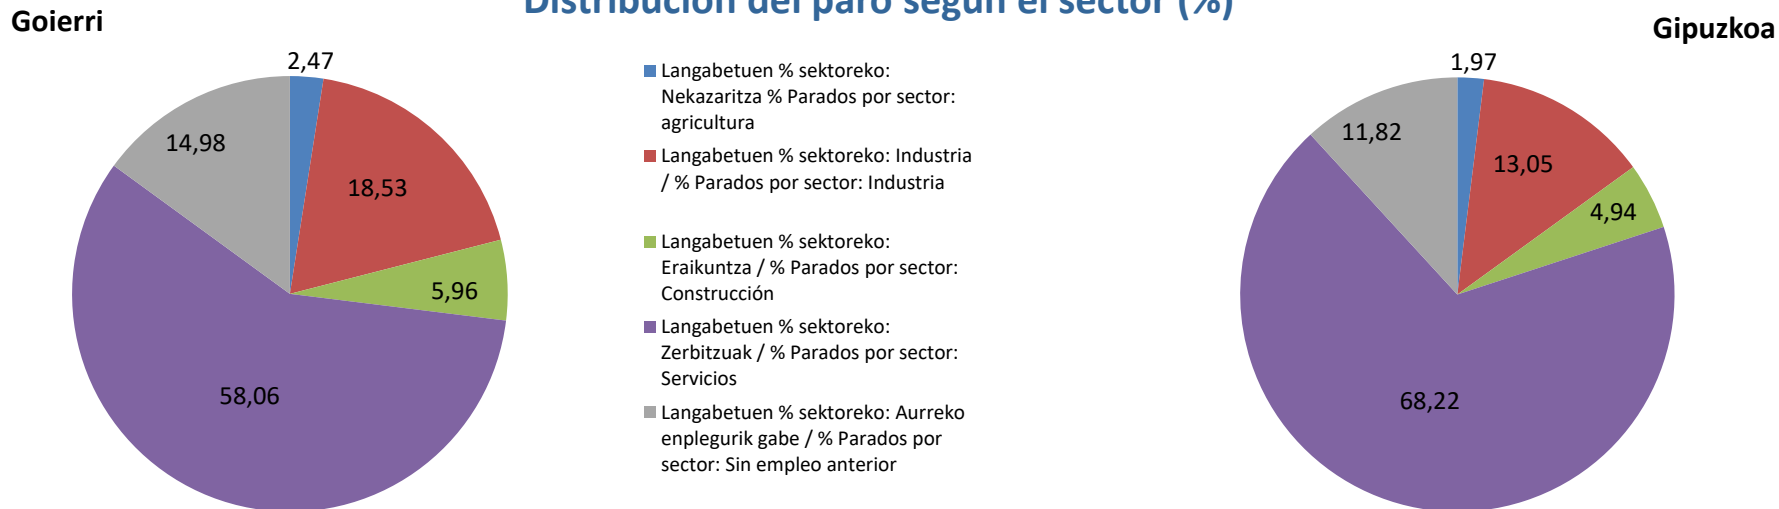 Distribución del paro según el sector (%)
Goierri
Gipuzkoa
2,47
18,53
5,96
58,06
14,98
Langabetuen % sektoreko:
Nekazaritza % Parados por sector:
agricultura
Langabetuen % sektoreko: Industria
/ % Parados por sector: Industria
Langabetuen % sektoreko:
Eraikuntza / % Parados por sector:
Construcción
Langabetuen % sektoreko:
Zerbitzuak / % Parados por sector:
Servicios
Langabetuen % sektoreko: Aurreko
enplegurik gabe / % Parados por
sector: Sin empleo anterior
1,97
13,05
4,94
68,22
11,82